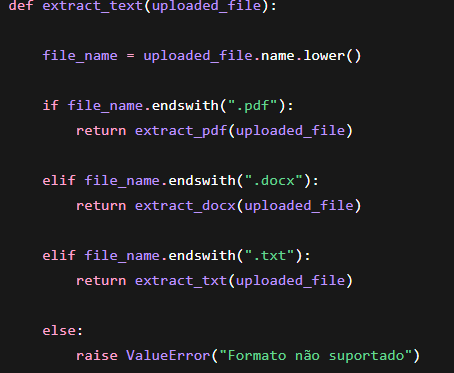 def extract_text(uploaded_file):
    file_name = uploaded_file.name.lower()
    if file_name.endswith(".pdf"):
        return extract_pdf(uploaded_file)
    elif file_name.endswith(".docx"):
        return extract_docx(uploaded_file)
    elif file_name.endswith(".txt"):
        return extract_txt(uploaded_file)
    else:
        raise ValueError("Formato não suportado")